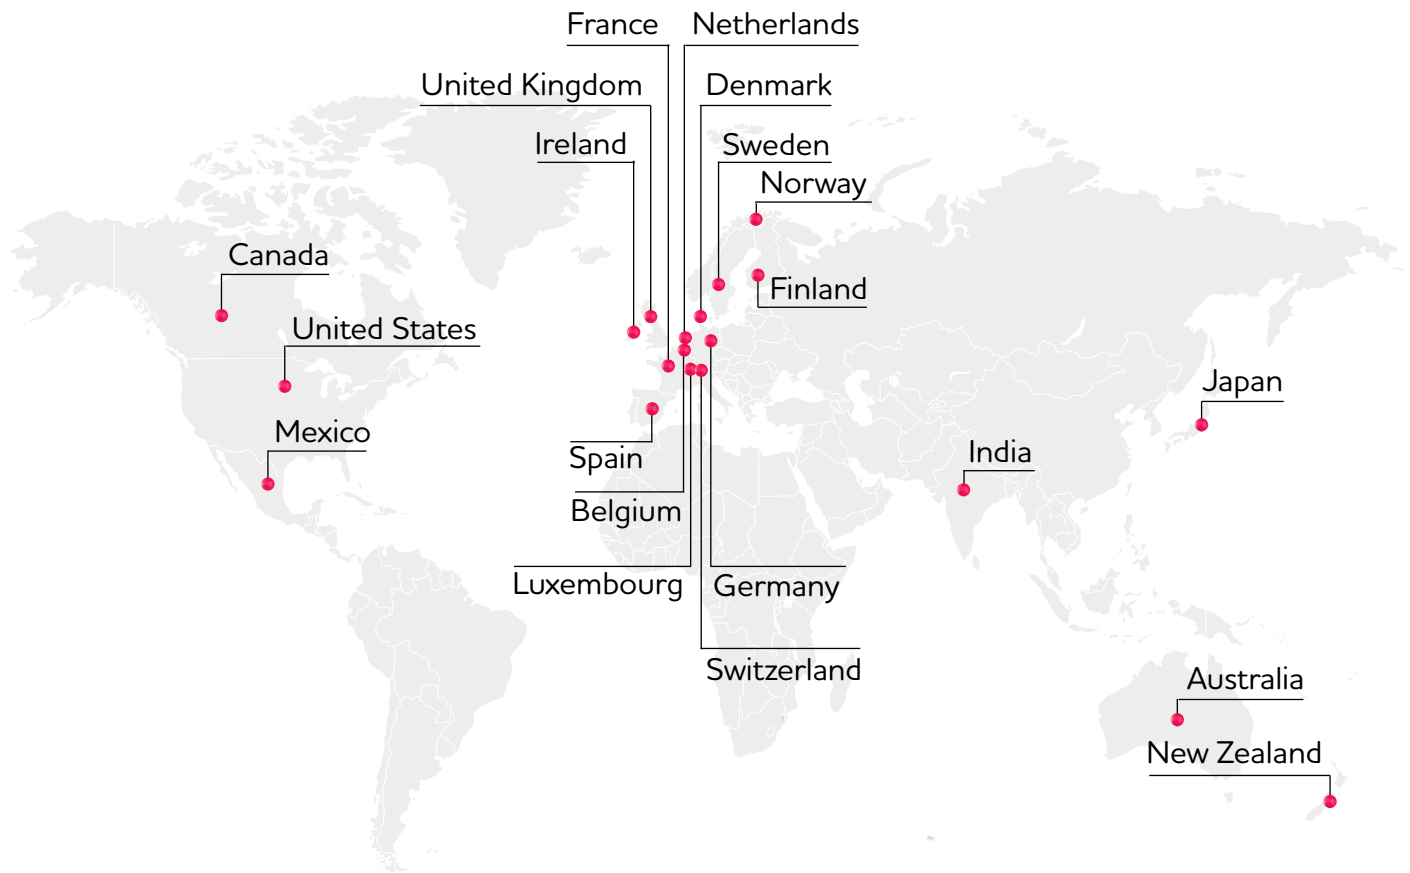 France
Netherlands
United Kingdom
Denmark
Ireland
Sweden
Norway
Canada
Finland
United States
Japan
Mexico
India
Spain
Belgium
Luxembourg
Germany
Switzerland
Australia
New Zealand